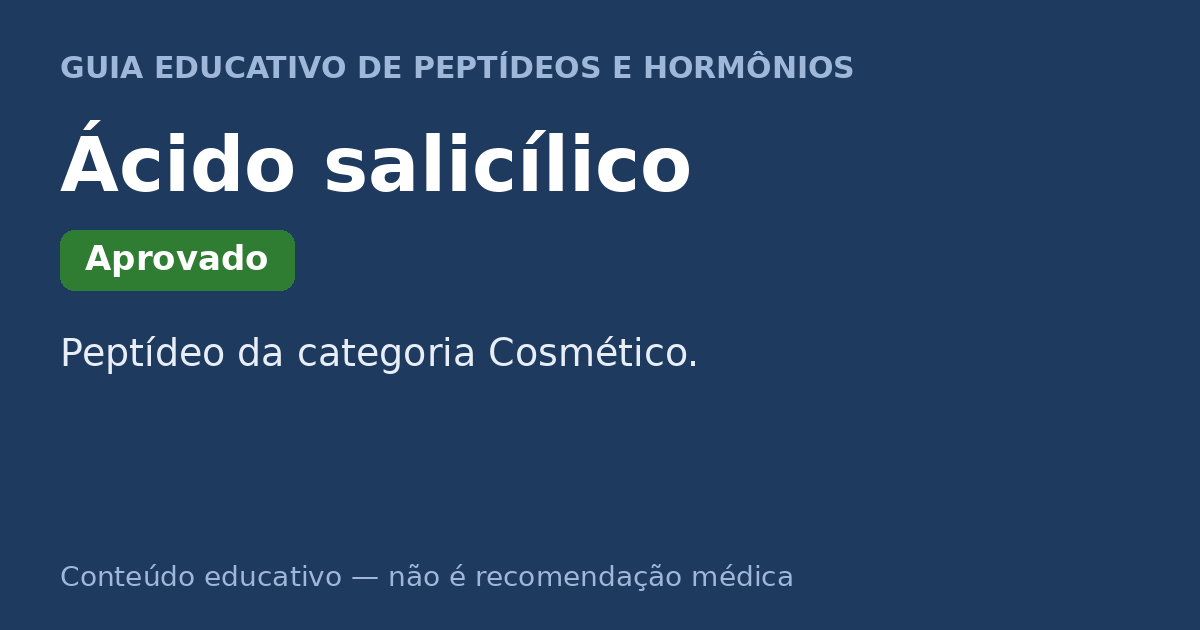 GUIA EDUCATIVO DE PEPTÍDEOS E HORMÔNIOS
Ácido salicílico
Aprovado
Peptídeo da categoria Cosmético.
Conteúdo educativo — não é recomendação médica